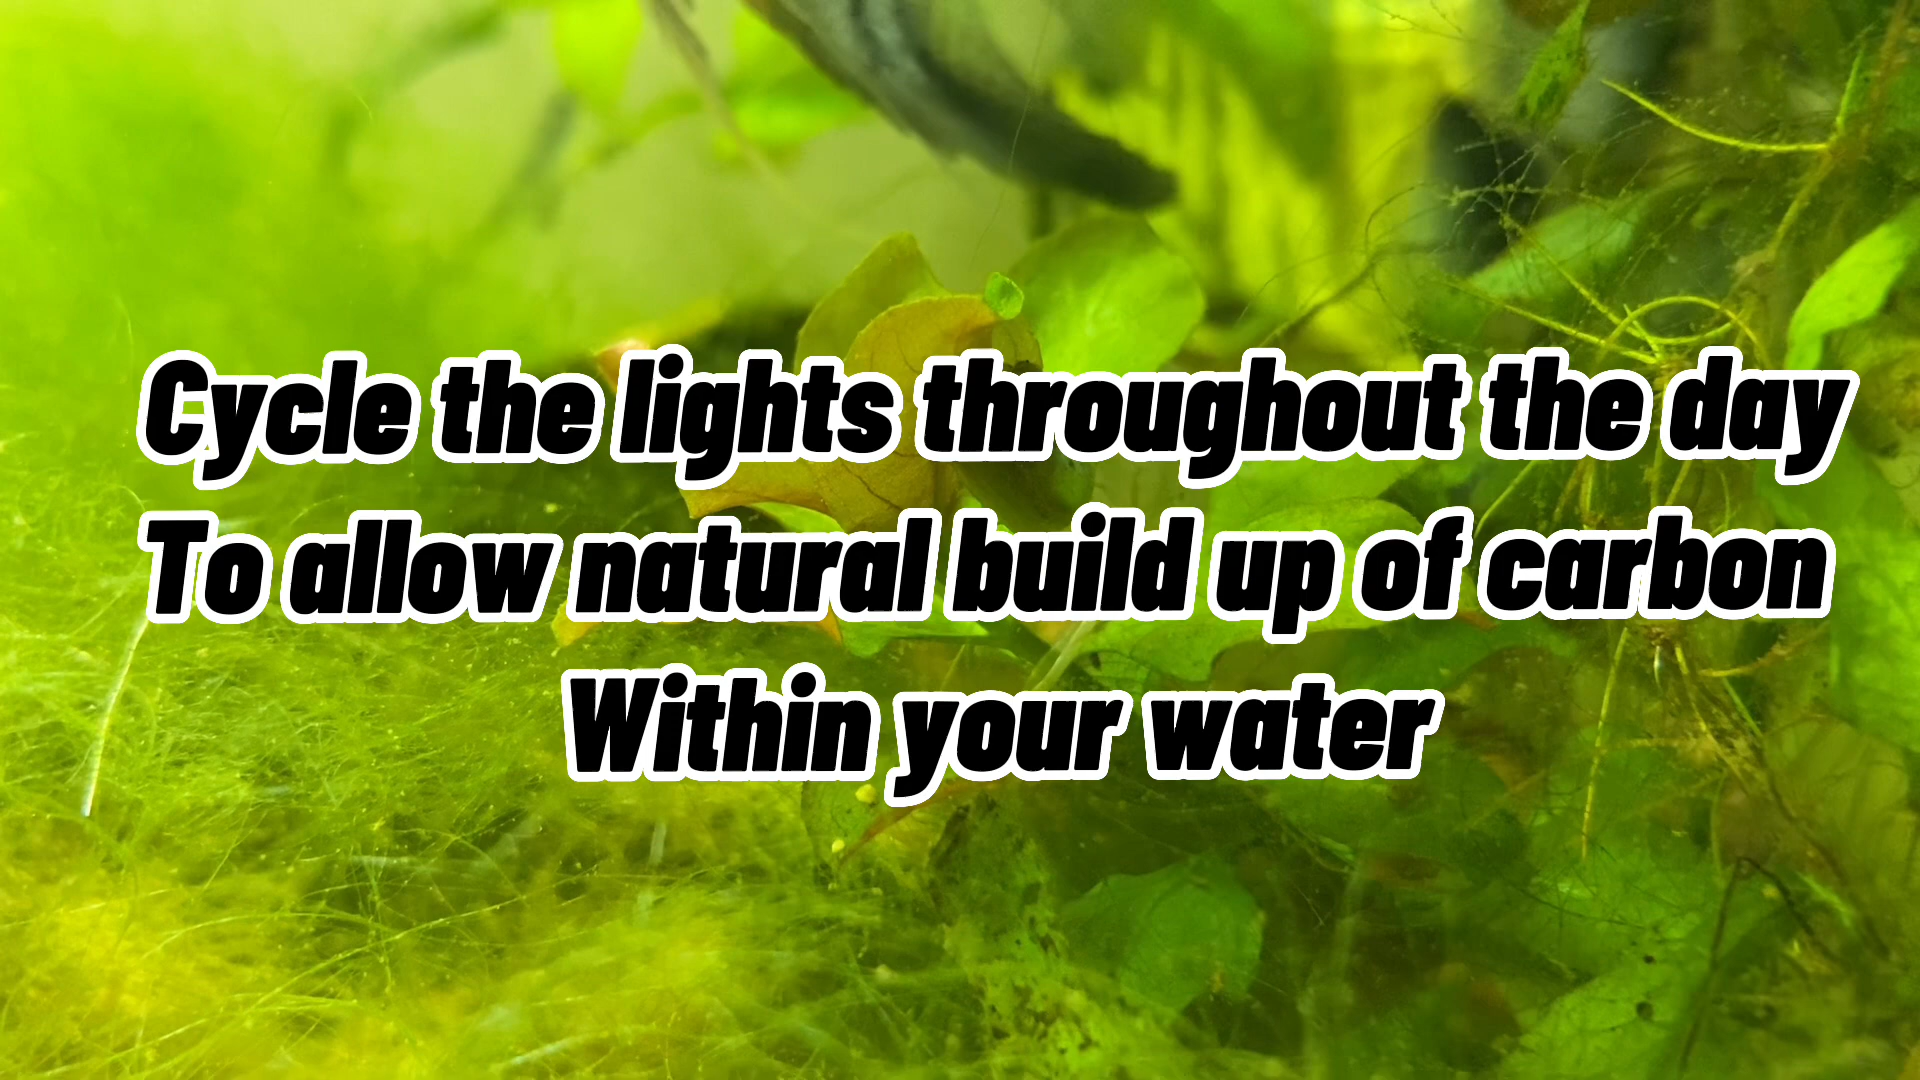 Cycle the lights throughout the day
To allow natural build up of carbon
Within your water